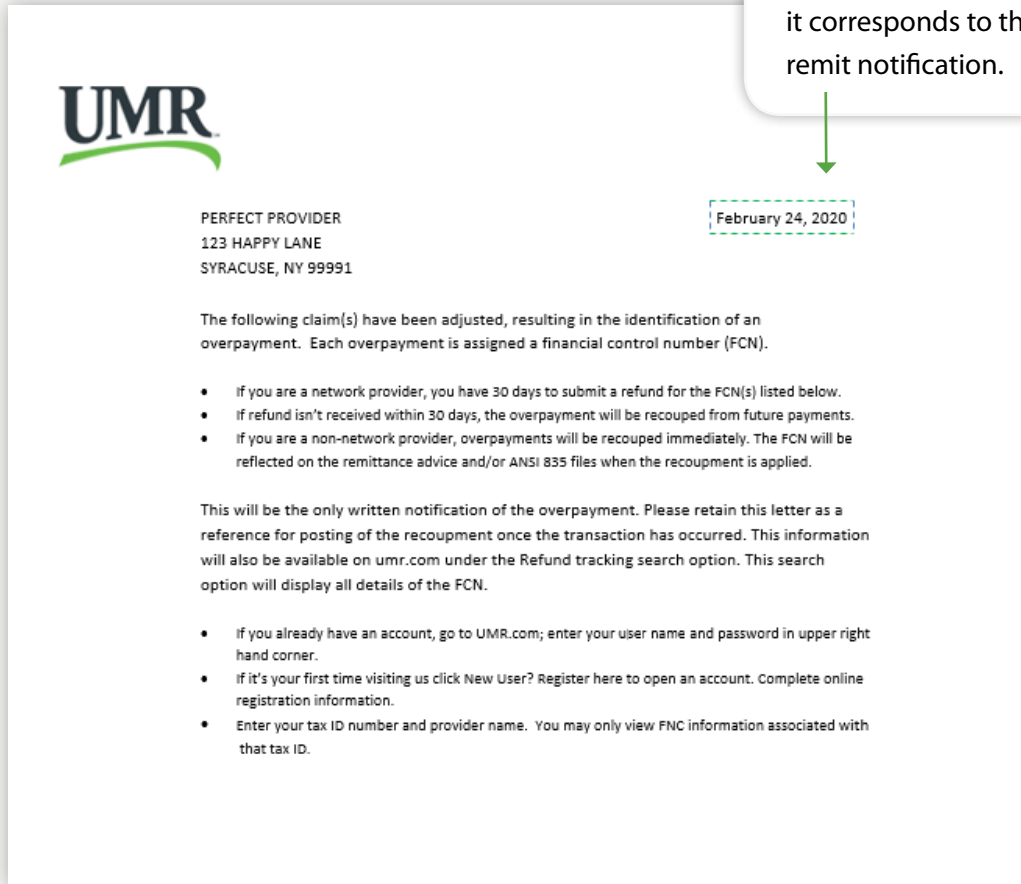 it corresponds to th
remit notification.
UMR
PERFECT PROVIDER
February 24, 2020
123 HAPPY LANE
SYRACUSE, NY 99991
The following claim(s) have been adjusted, resulting in the identification of an
overpayment. Each overpayment is assigned a financial control number (FCN).
• If you are a network provider, you have 30 days to submit a refund for the FCN(s) listed below.
• If refund isn't received within 30 days, the overpayment will be recouped from future payments.
• If you are a non-network provider, overpayments will be recouped immediately. The FCN will be
reflected on the remittance advice and/or ANSI 835 files when the recoupment is applied.
This will be the only written notification of the overpayment. Please retain this letter as a
reference for posting of the recoupment once the transaction has occurred. This information
will also be available on umr.com under the Refund tracking search option. This search
option will display all details of the FCN.
• If you already have an account, go to UMR.com; enter your user name and password in upper right
hand corner.
• If it's your first time visiting us click New User? Register here to open an account. Complete online
registration information.
• Enter your tax ID number and provider name. You may only view FNC information associated with
that tax ID.